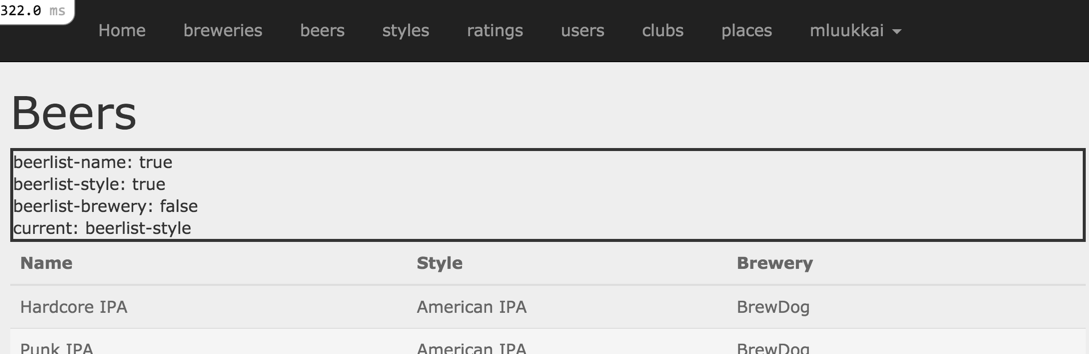 322.0 ms
Home breweries beers styles ratings users clubs places mluukkai
Beers
beerlist-name: true
beerlist-style: true
beerlist-brewery: false
current: beerlist-style
Name Style Brewery
Hardcore IPA American IPA BrewDog
Punk IPA American IPA BrewDog